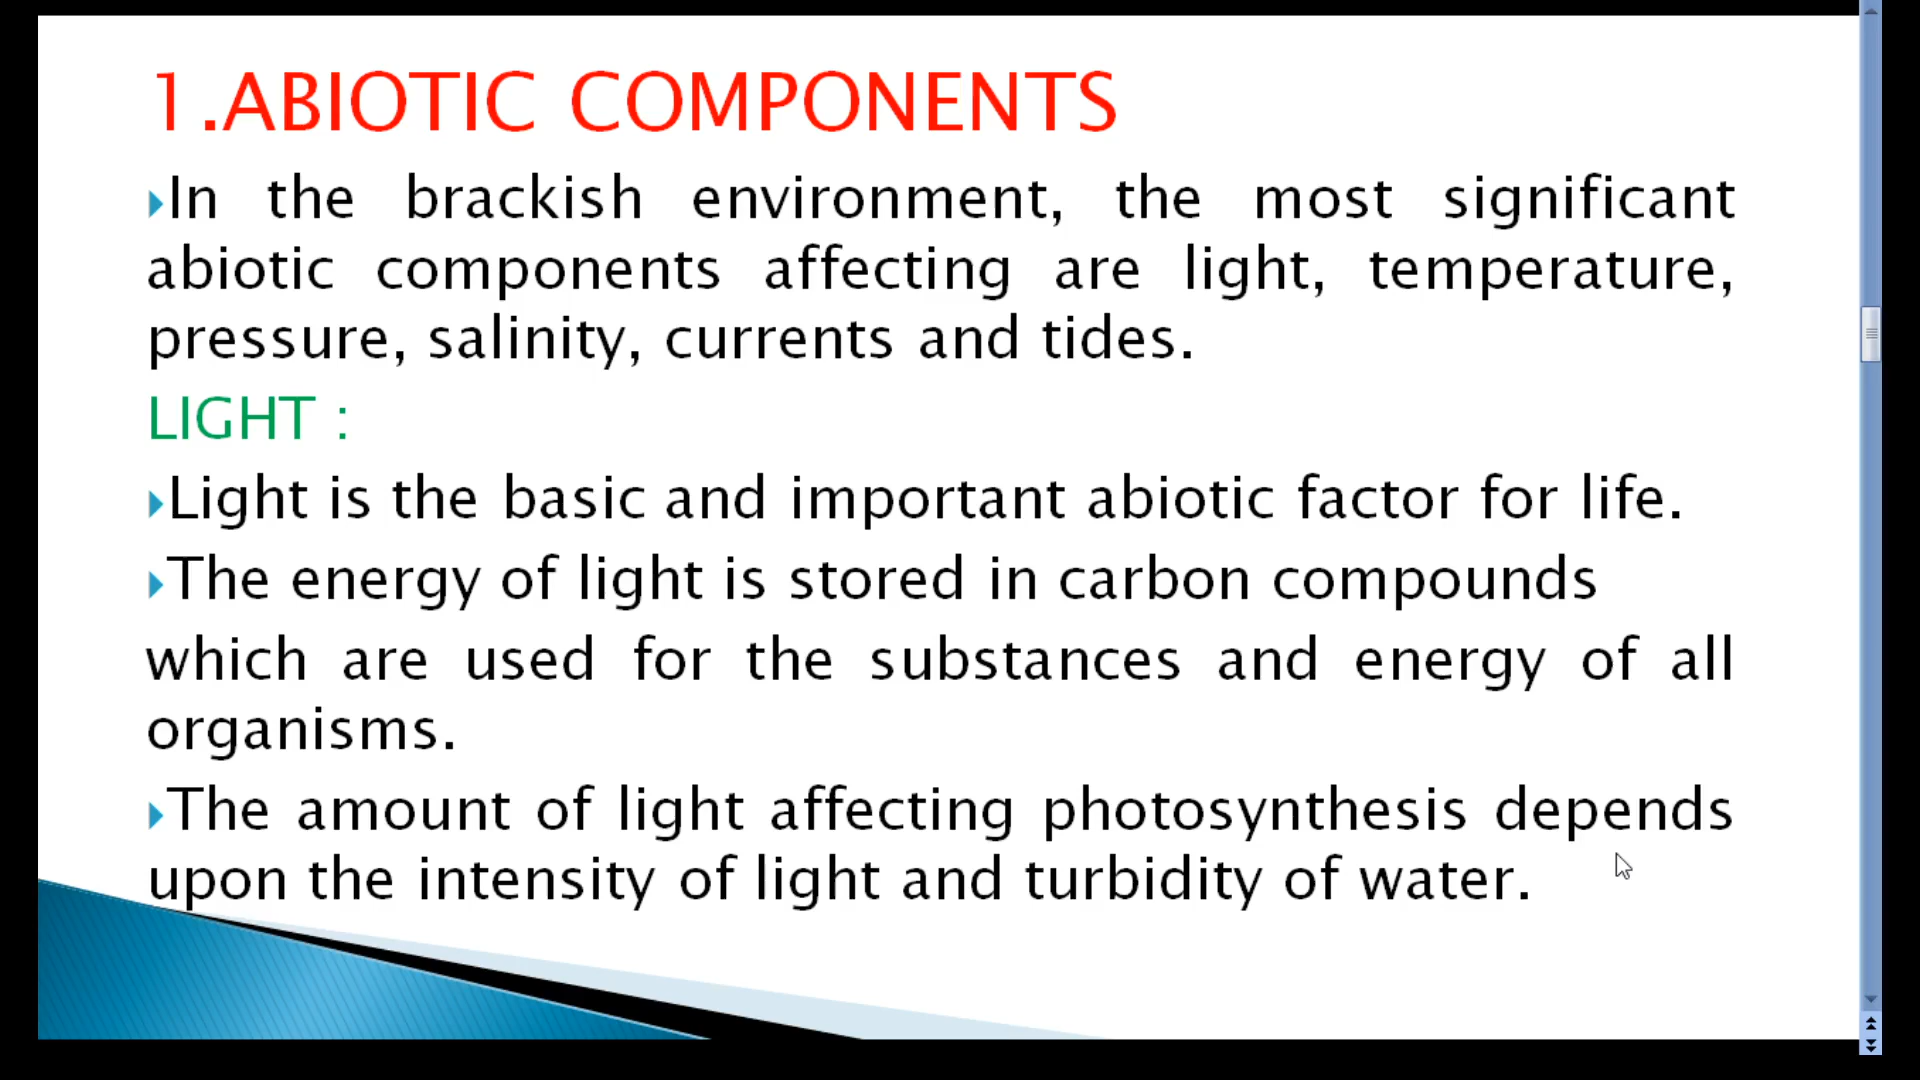 1.ABIOTIC COMPONENTS
In the brackish environment, the most significant
abiotic components affecting are light, temperature,
pressure, salinity, currents and tides.
LIGHT :
Light is the basic and important abiotic factor for life.
The energy of light is stored in carbon compounds
which are used for the substances and energy of all
organisms.
The amount of light affecting photosynthesis depends
upon the intensity of light and turbidity of water.